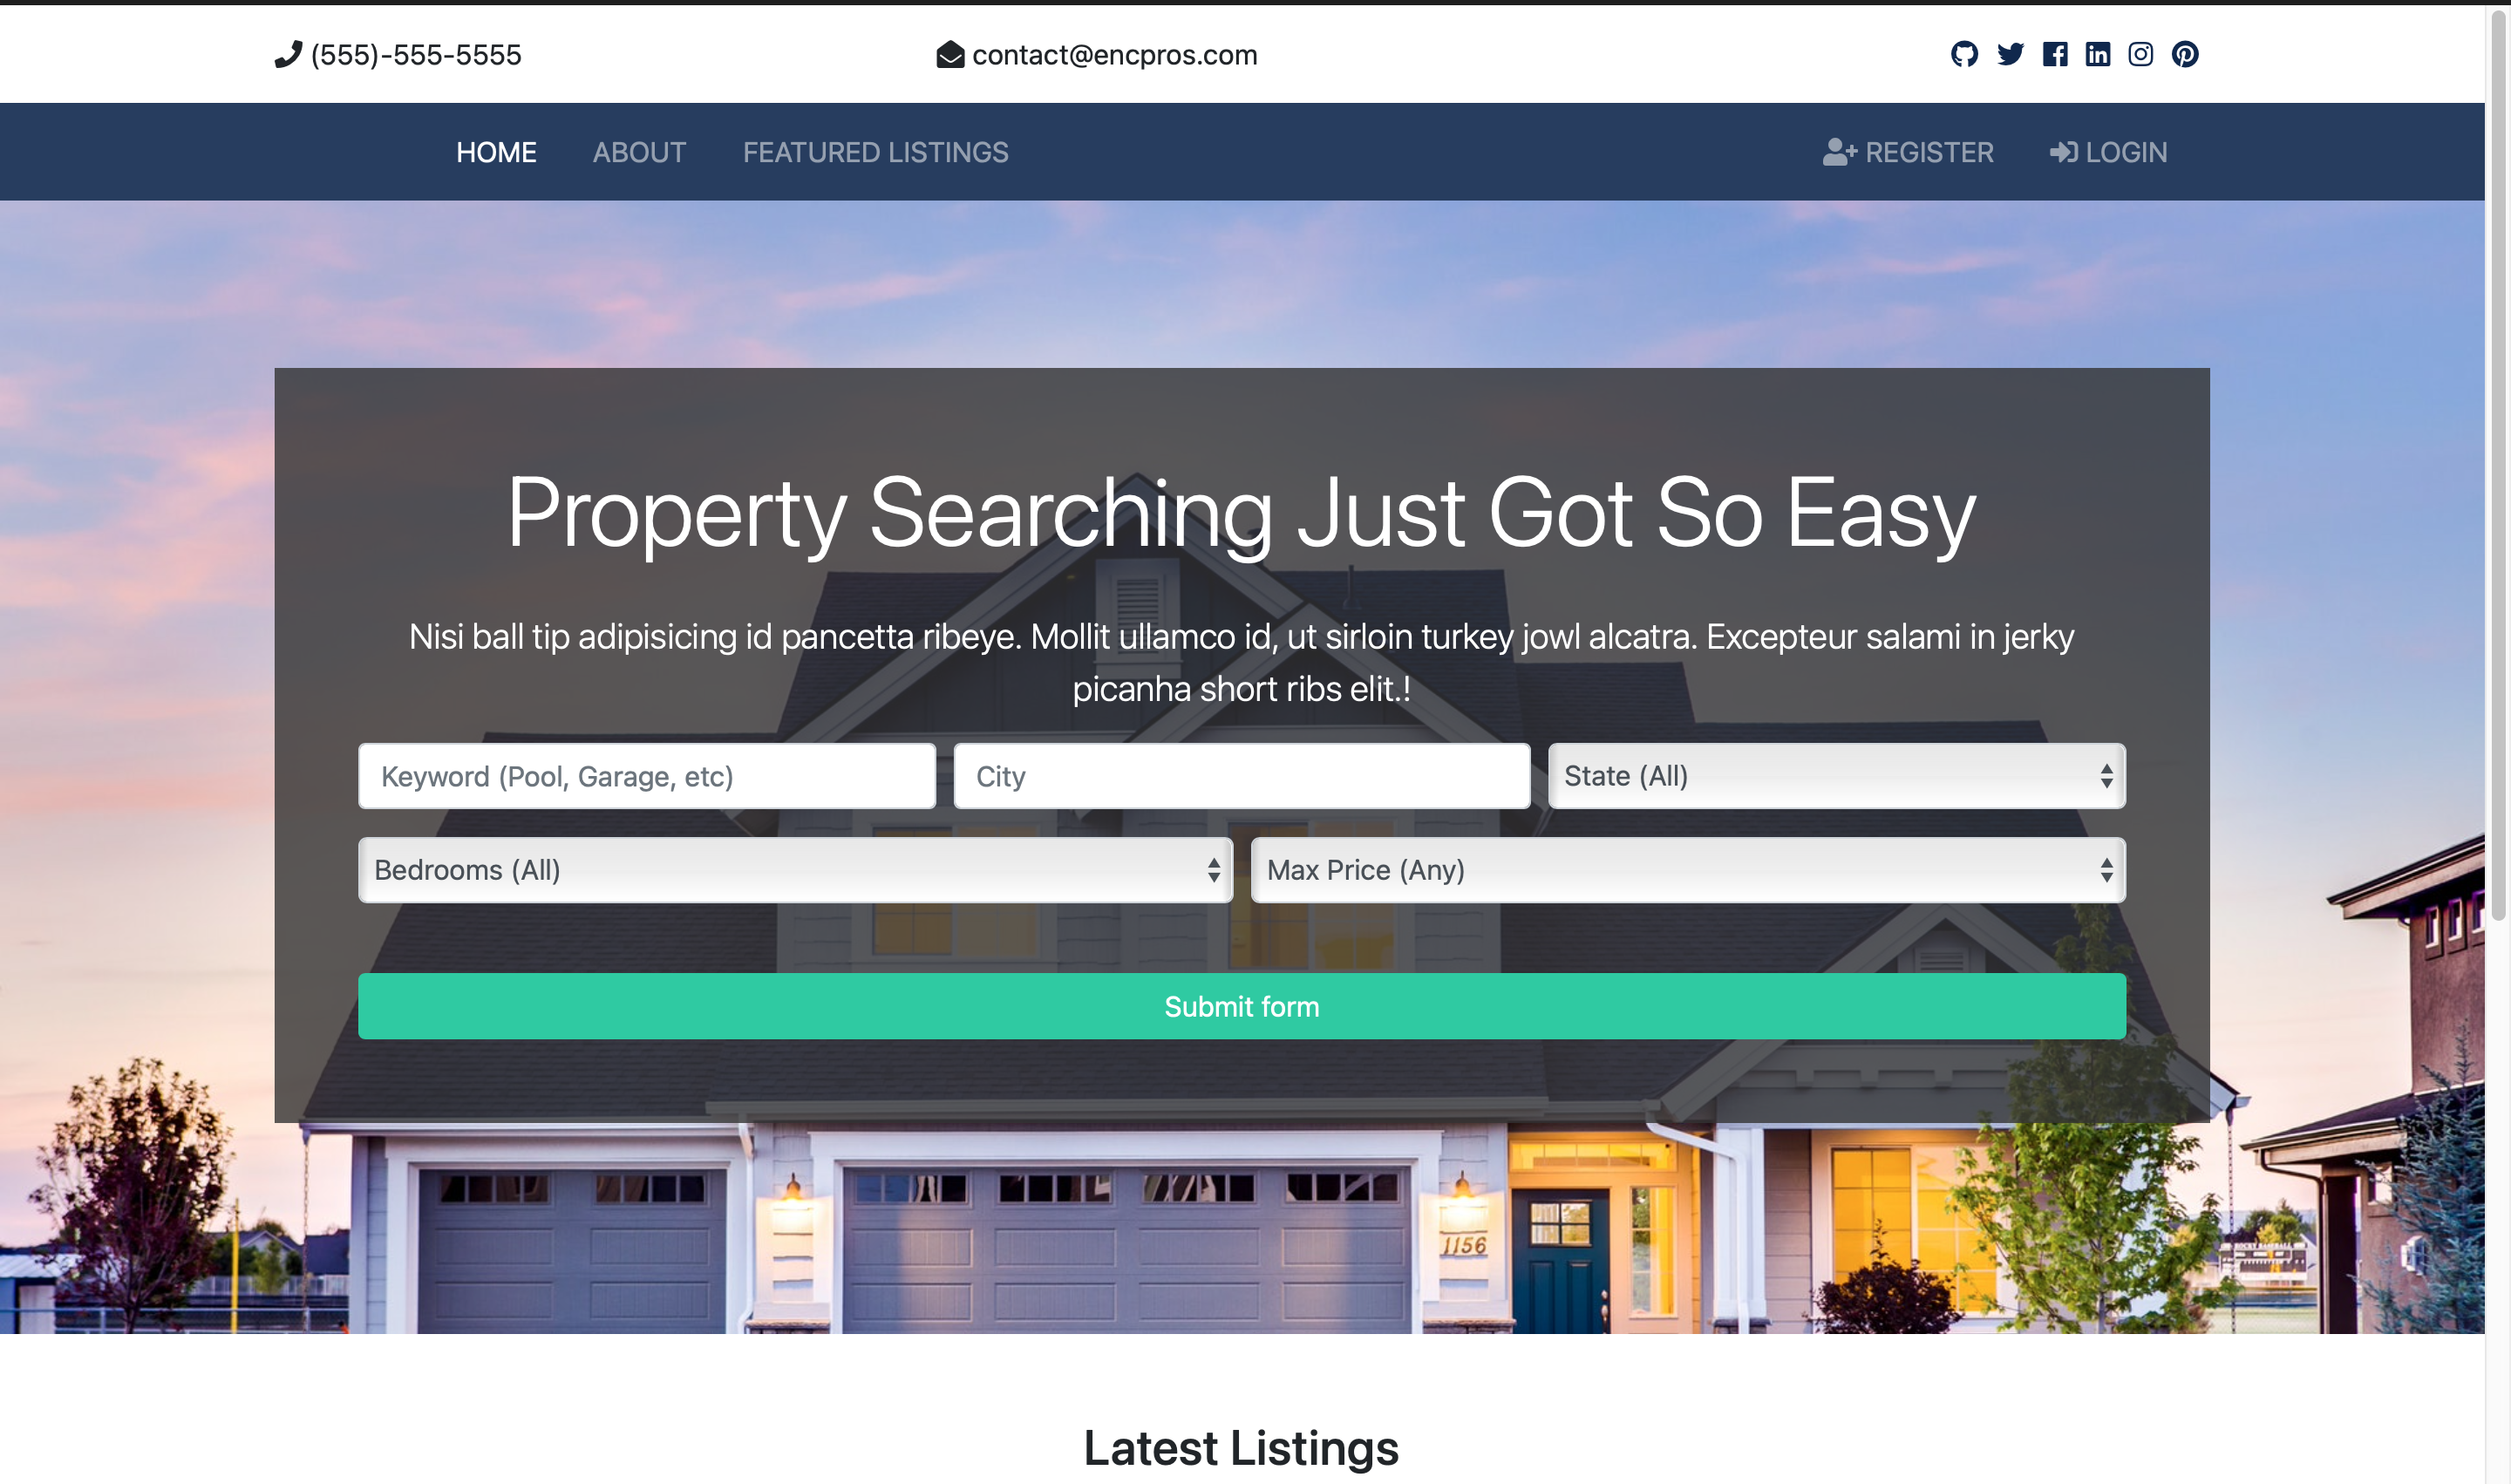 (555)-555-5555
contact@encpros.com
HOME ABOUT FEATURED LISTINGS REGISTER LOGIN
Property Searching Just Got So Easy
Nisi ball tip adipisicing id pancetta ribeye. Mollit ullamco id, ut sirloin turkey jowl alcatra. Excepteur salami in jerky
picanha short ribs elit.!
Keyword (Pool, Garage, etc) City State (All)
Bedrooms (All) Max Price (Any)
Submit form
1156
Latest Listings